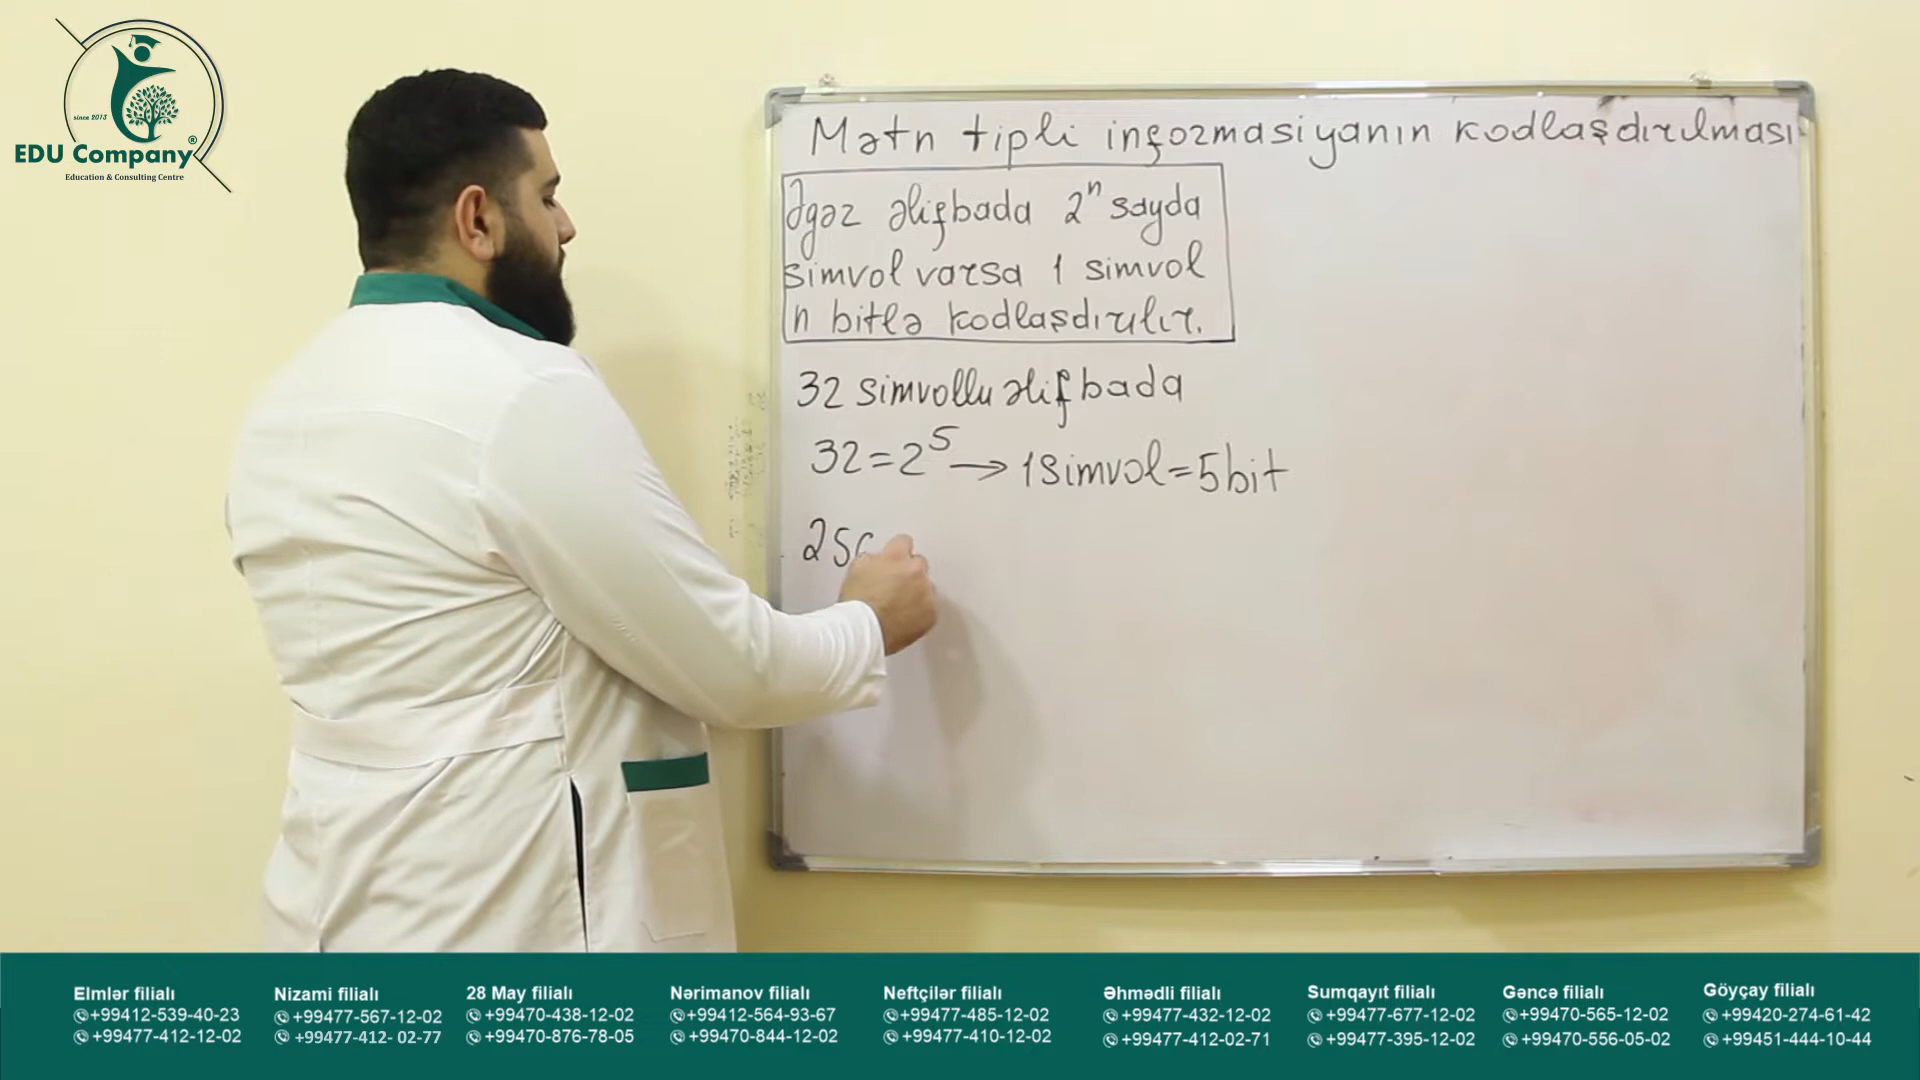 since 2013
EDU Company®
Education & Consulting Centre
Mətn tipli informasiyanın kodlaşdırılması
Əgər əlifbada 2ⁿ sayda
simvol varsa 1 simvol
n bitlə kodlaşdırılır.
32 simvollu əlifbada
32=2⁵→1simvol=5bit
25
Elmlər filialı
+99412-539-40-23
+99477-412-12-02
Nizami filialı
+99477-567-12-02
+99477-412- 02-77
28 May filialı
+99470-438-12-02
+99470-876-78-05
Nərimanov filialı
+99412-564-93-67
+99470-844-12-02
Neftçilər filialı
+99477-485-12-02
+99477-410-12-02
Əhmədli filialı
+99477-432-12-02
+99477-412-02-71
Sumqayıt filialı
+99477-677-12-02
+99477-395-12-02
Gəncə filialı
+99470-565-12-02
+99470-556-05-02
Göyçay filialı
+99420-274-61-42
+99451-444-10-44